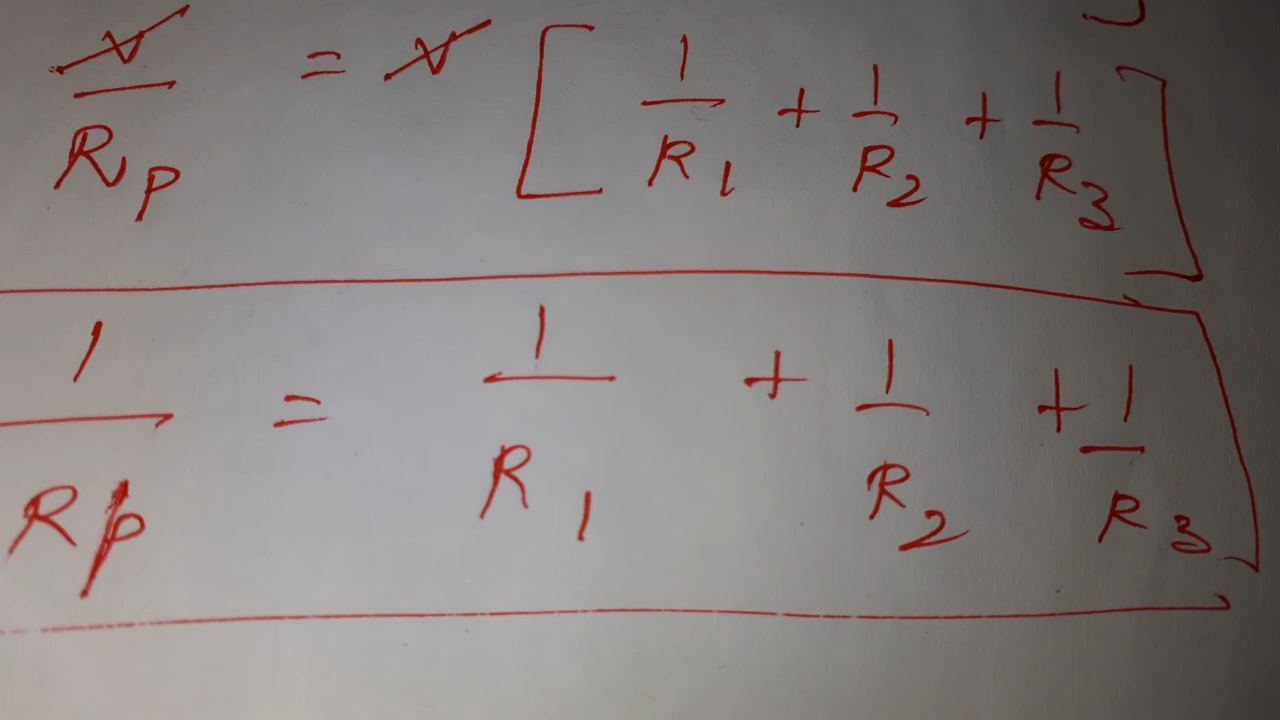 V/Rp = V [ 1/R1 + 1/R2 + 1/R3 ]
1/Rp = 1/R1 + 1/R2 + 1/R3